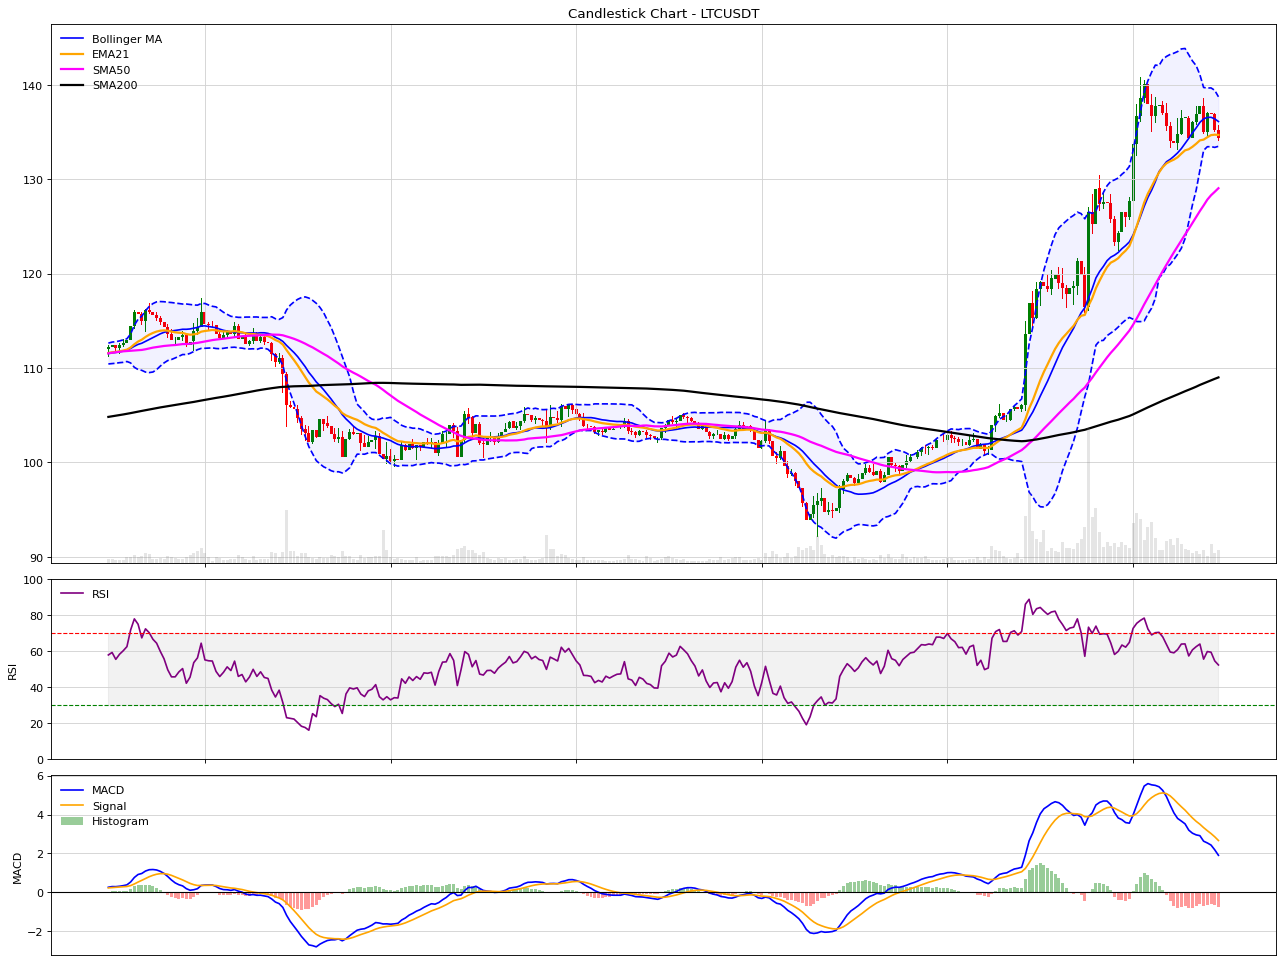 Candlestick Chart - LTCUSDT
Bollinger MA
EMA21
SMA50
SMA200
140
130
120
110
100
90
100
80
60
40
20
0
RSI
RSI
6
4
2
0
−2
MACD
MACD
Signal
Histogram